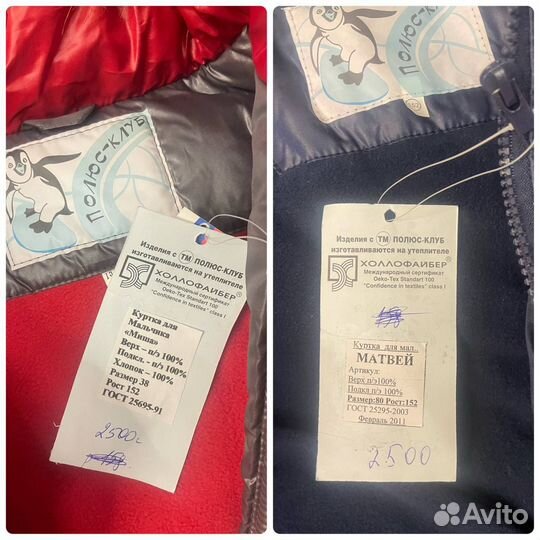 ПОЛЮС-КЛУБ
Изделия с ТМ ПОЛЮС-КЛУБ
изготавливаются на утеплителе
ХОЛЛОФАЙБЕР®
Международный сертификат
Oeko-Tex Standart 100
"Confidence in textiles" class I
Куртка для
Мальчика
«Миша»
Верх – п/э 100%
Подкл. - п/э 100%
Хлопок – 100%
Размер 38
Рост 152
ГОСТ 25695-91
2500=
ПОЛЮС-КЛУБ
152
Изделия с ТМ ПОЛЮС-КЛУБ
изготавливаются на утеплителе
ХОЛЛОФАЙБЕР®
Международный сертификат
Oeko-Tex Standart 100
"Confidence in textiles" class I
Куртка для мал..
МАТВЕЙ
Артикул:
Верх п/э100%
Подкл п/э100%
Размер:80 Рост:152
ГОСТ 25295-2003
Февраль 2011
2500
Avito